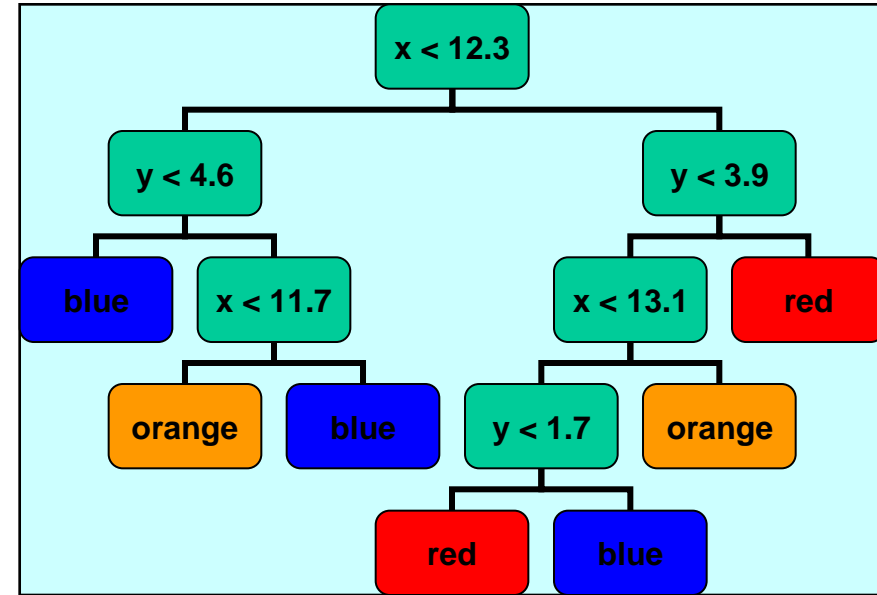 x < 12.3
y < 4.6
y < 3.9
blue
x < 11.7
x < 13.1
red
orange
blue
y < 1.7
orange
red
blue